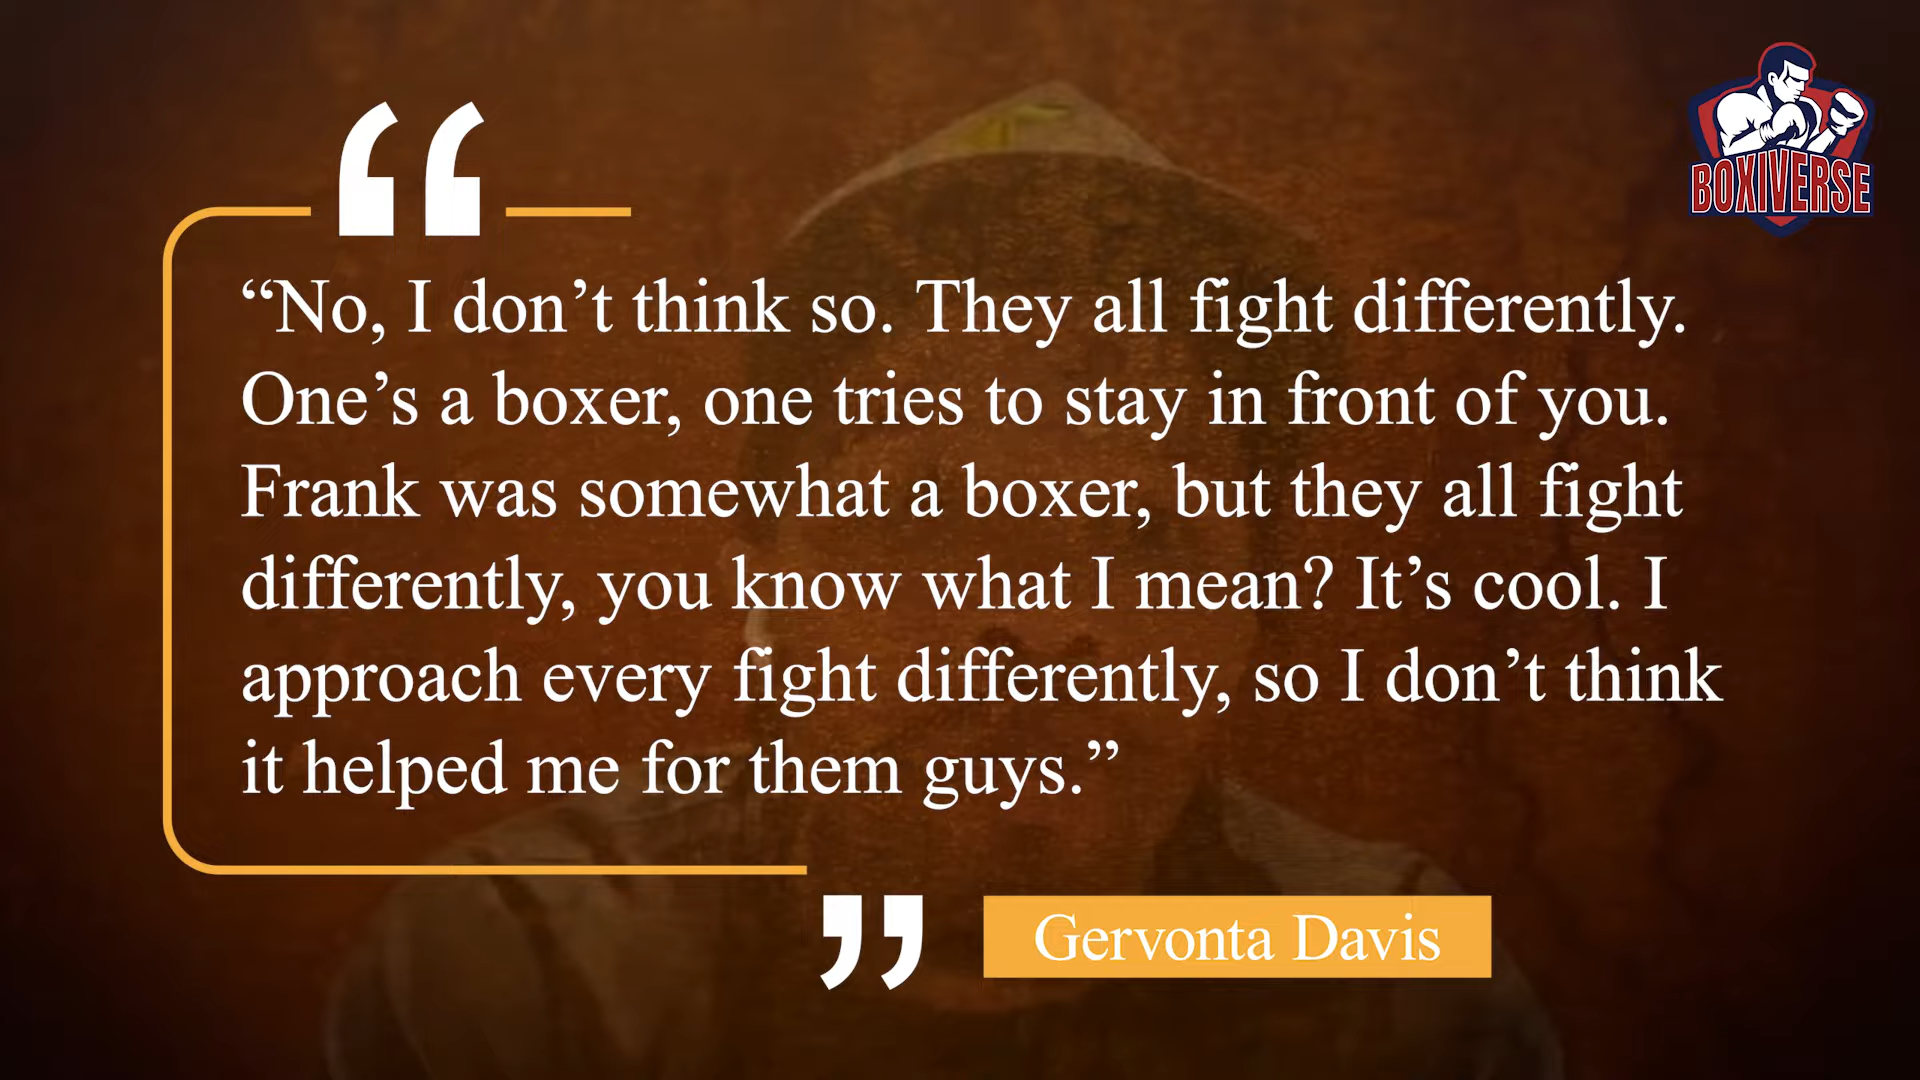 BOXIVERSE
“No, I don’t think so. They all fight differently.
One’s a boxer, one tries to stay in front of you.
Frank was somewhat a boxer, but they all fight
differently, you know what I mean? It’s cool. I
approach every fight differently, so I don’t think
it helped me for them guys.”
Gervonta Davis